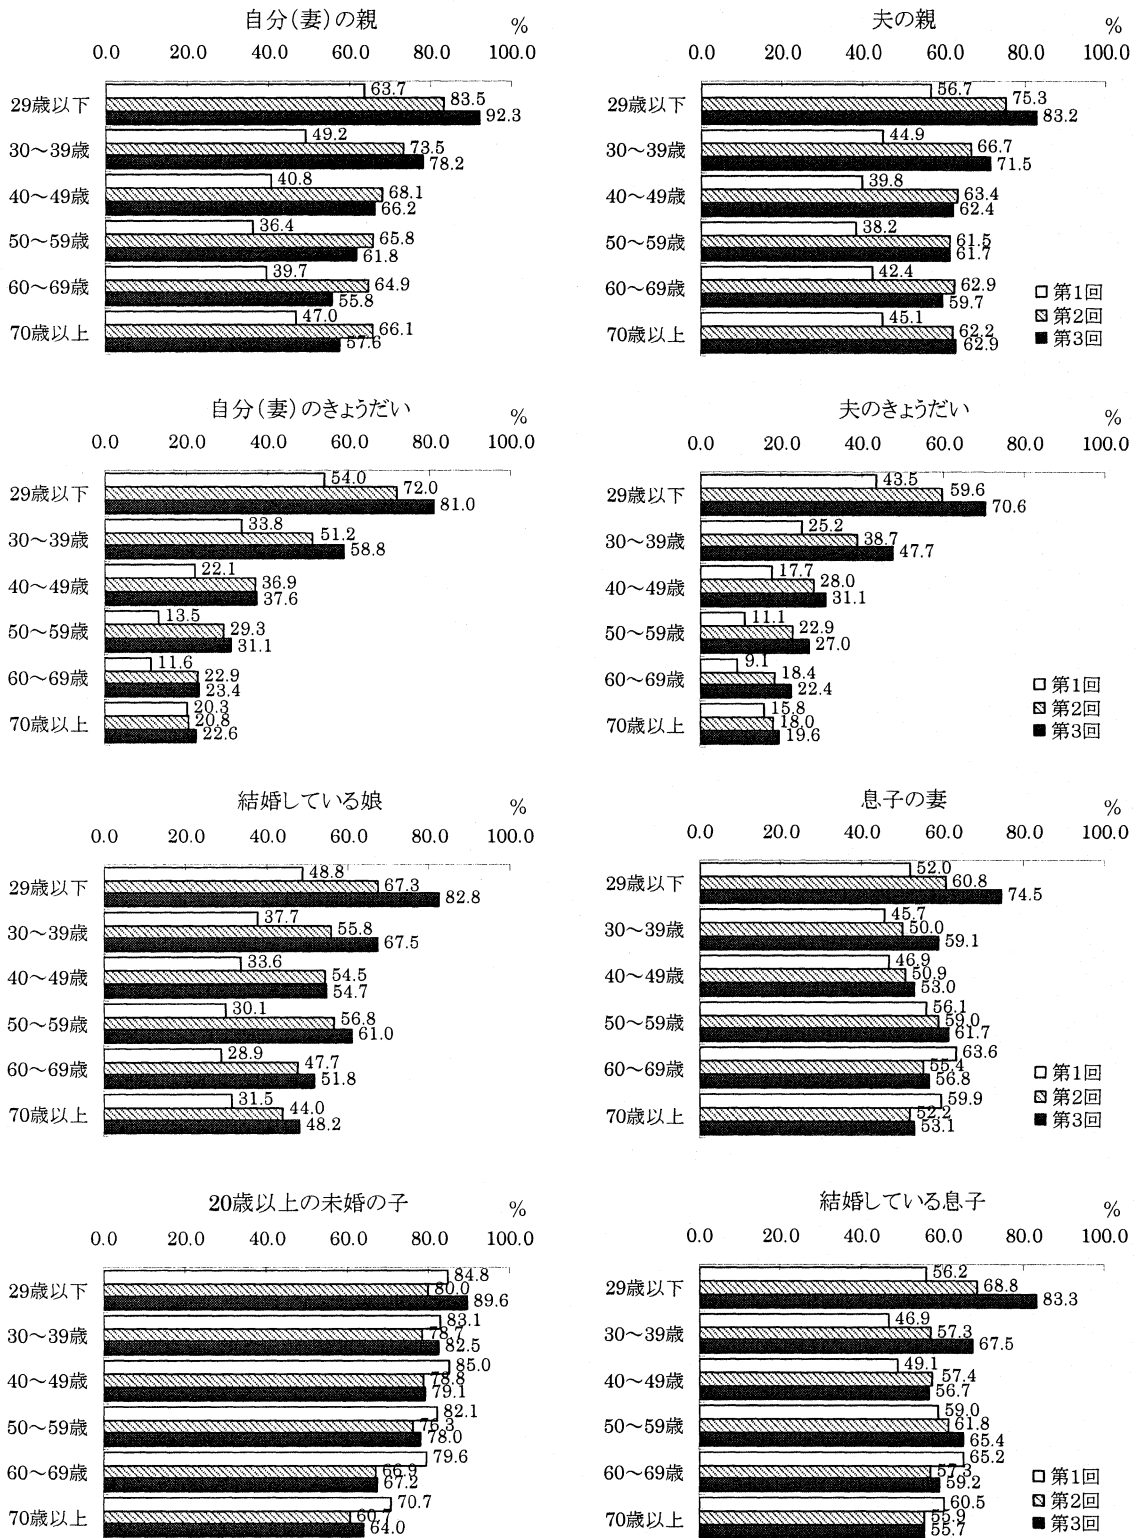 自分(妻)の親
%
0.0 20.0 40.0 60.0 80.0 100.0
29歳以下 63.7
83.5
92.3
30〜39歳 49.2
73.5
78.2
40〜49歳 40.8
68.1
66.2
50〜59歳 36.4
65.8
61.8
60〜69歳 39.7
64.9
55.8
70歳以上 47.0
66.1
57.6
夫の親
%
0.0 20.0 40.0 60.0 80.0 100.0
29歳以下 56.7
75.3
83.2
30〜39歳 44.9
66.7
71.5
40〜49歳 39.8
63.4
62.4
50〜59歳 38.2
61.5
61.7
60〜69歳 42.4
62.9
59.7
70歳以上 45.1
62.2
62.9
第1回
第2回
第3回
自分(妻)のきょうだい
%
0.0 20.0 40.0 60.0 80.0 100.0
29歳以下 54.0
72.0
81.0
30〜39歳 33.8
51.2
58.8
40〜49歳 22.1
36.9
37.6
50〜59歳 13.5
29.3
31.1
60〜69歳 11.6
22.9
23.4
70歳以上 20.3
20.8
22.6
夫のきょうだい
%
0.0 20.0 40.0 60.0 80.0 100.0
29歳以下 43.5
59.6
70.6
30〜39歳 25.2
38.7
47.7
40〜49歳 17.7
28.0
31.1
50〜59歳 11.1
22.9
27.0
60〜69歳 9.1
18.4
22.4
70歳以上 15.8
18.0
19.6
第1回
第2回
第3回
結婚している娘
%
0.0 20.0 40.0 60.0 80.0 100.0
29歳以下 48.8
67.3
82.8
30〜39歳 37.7
55.8
67.5
40〜49歳 33.6
54.5
54.7
50〜59歳 30.1
56.8
61.0
60〜69歳 28.9
47.7
51.8
70歳以上 31.5
44.0
48.2
息子の妻
%
0.0 20.0 40.0 60.0 80.0 100.0
29歳以下 52.0
60.8
74.5
30〜39歳 45.7
50.0
59.1
40〜49歳 46.9
50.9
53.0
50〜59歳 56.1
59.0
61.7
60〜69歳 63.6
55.4
56.8
70歳以上 59.9
52.2
53.1
第1回
第2回
第3回
20歳以上の未婚の子
%
0.0 20.0 40.0 60.0 80.0 100.0
29歳以下 84.8
80.0
89.6
30〜39歳 83.1
78.7
82.5
40〜49歳 85.0
78.8
79.1
50〜59歳 82.1
76.3
78.0
60〜69歳 79.6
66.9
67.2
70歳以上 70.7
60.7
64.0
結婚している息子
%
0.0 20.0 40.0 60.0 80.0 100.0
29歳以下 56.2
68.8
83.3
30〜39歳 46.9
57.3
67.5
40〜49歳 49.1
57.4
56.7
50〜59歳 59.0
61.8
65.4
60〜69歳 65.2
57.3
59.2
70歳以上 60.5
55.9
55.7
第1回
第2回
第3回